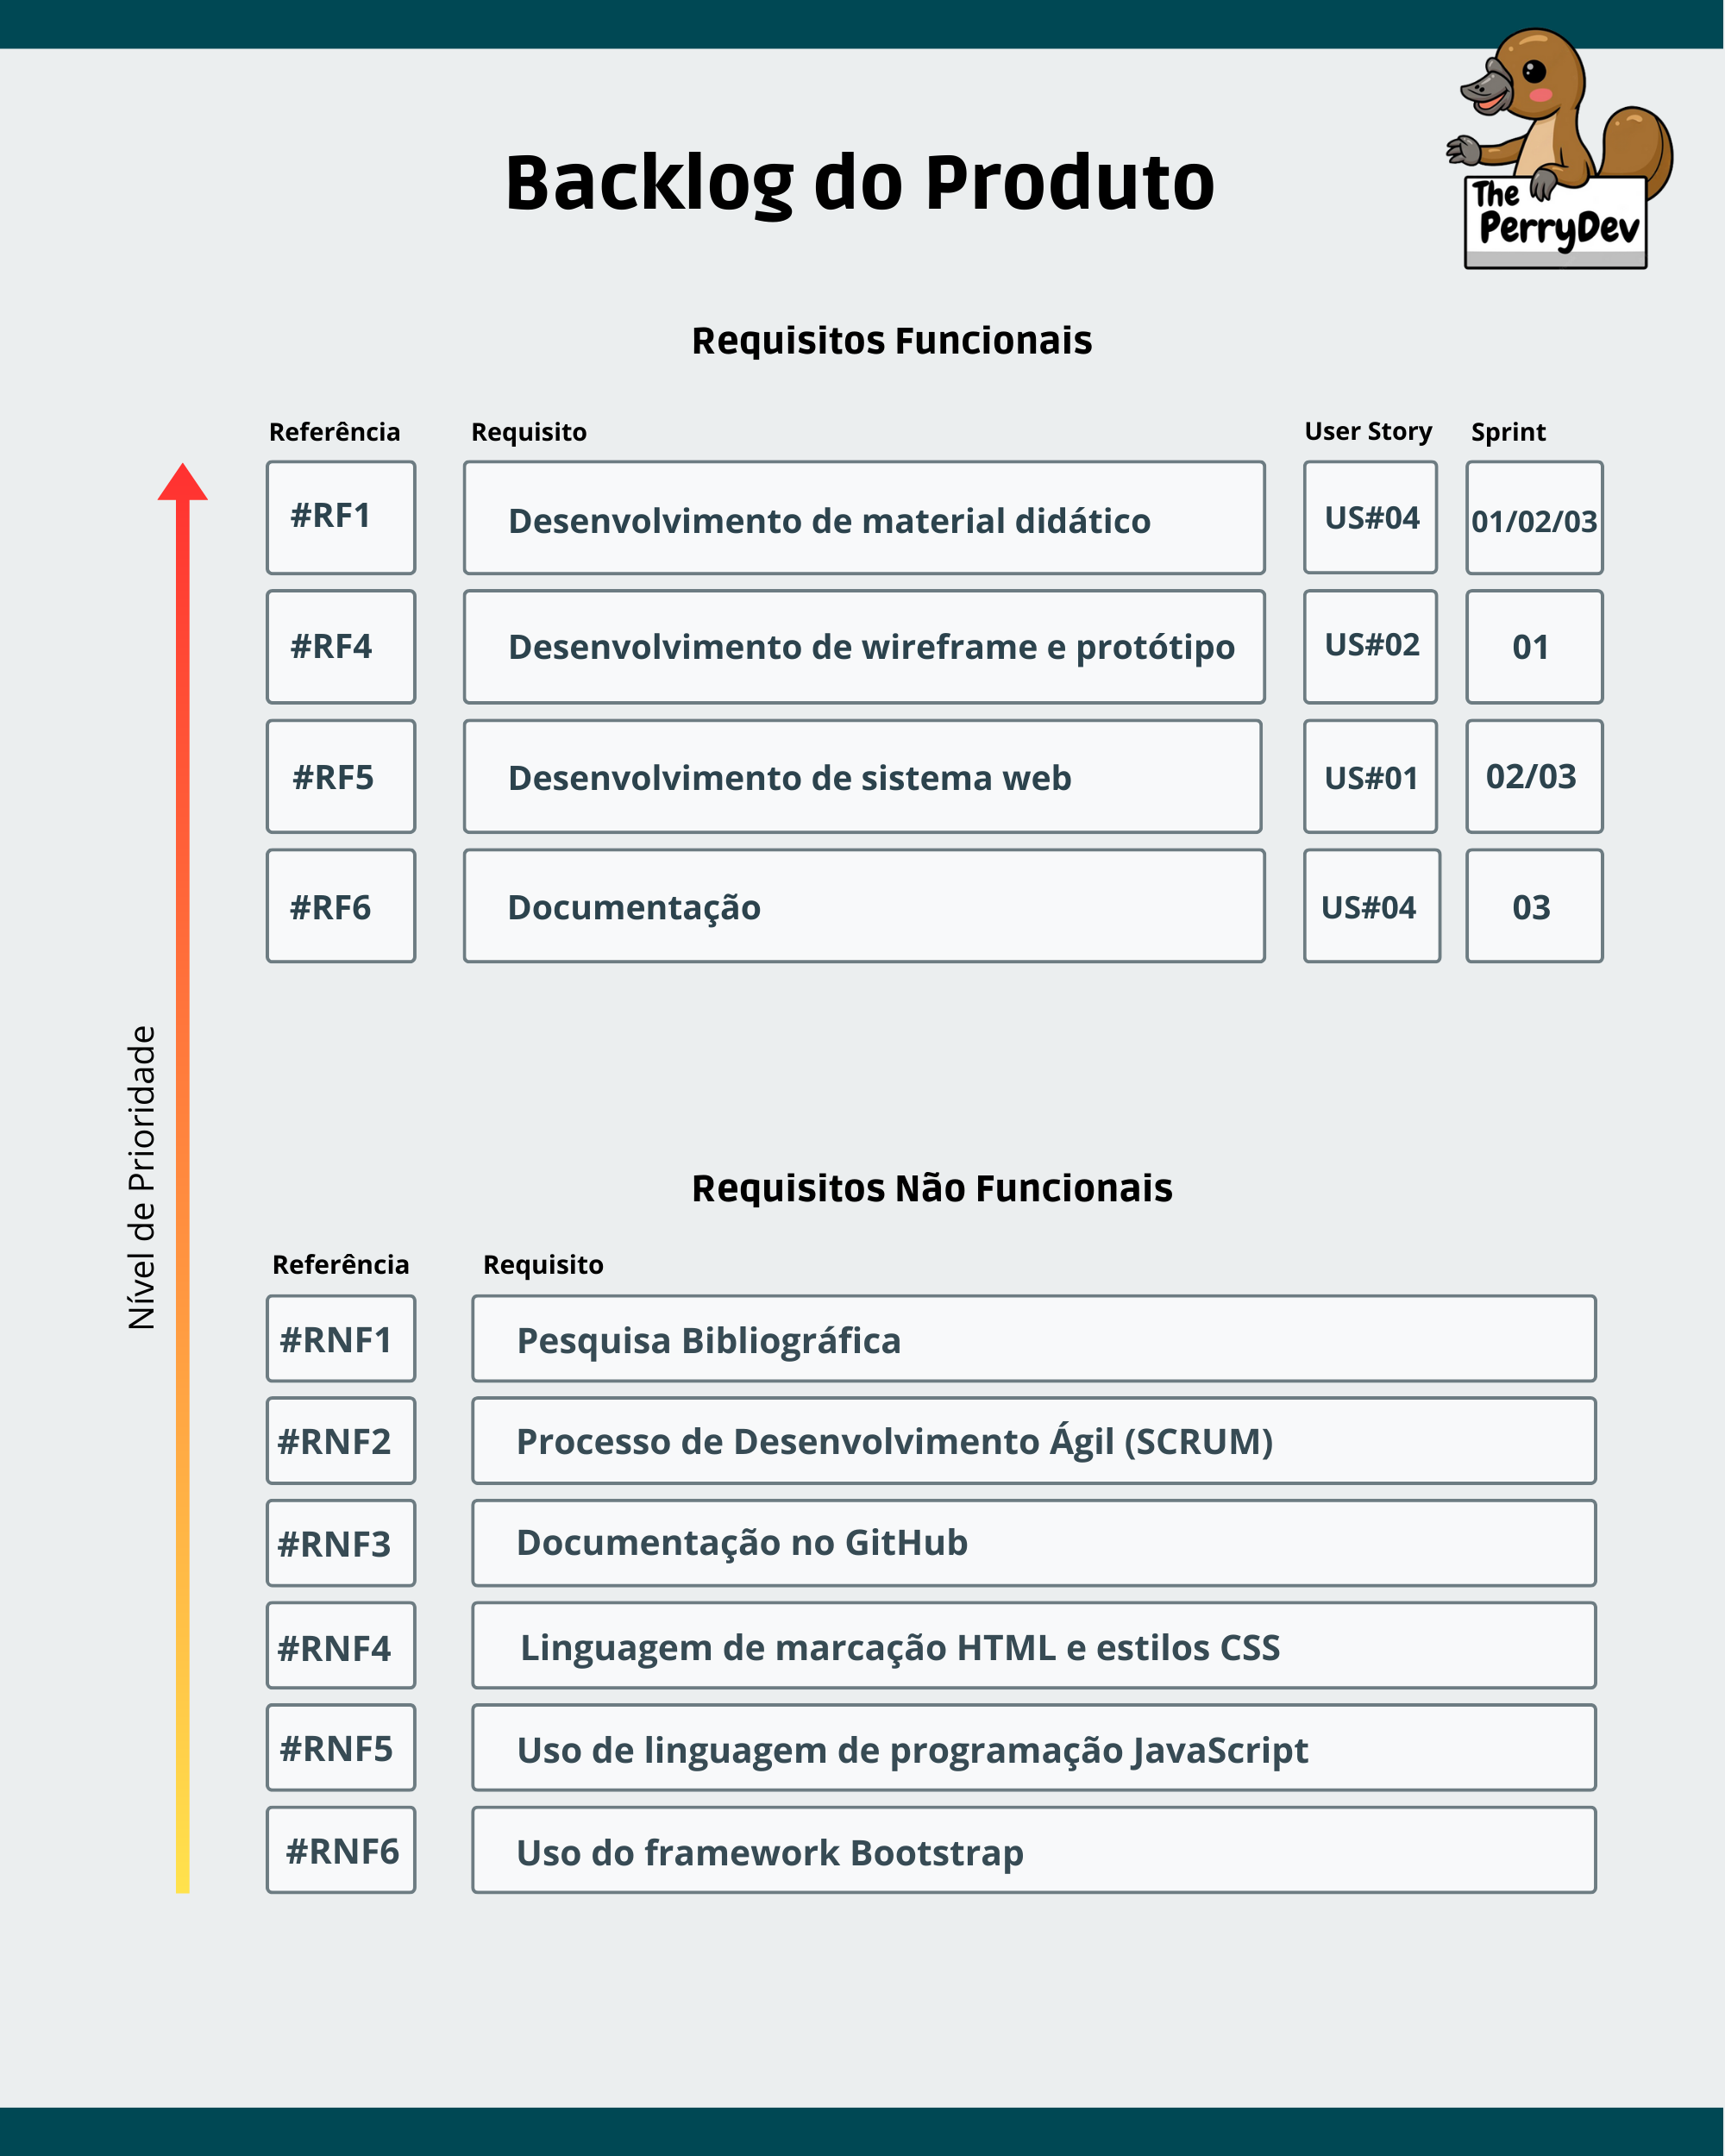 The
PerryDev
Backlog do Produto
Requisitos Funcionais
Referência Requisito User Story Sprint
#RF1 Desenvolvimento de material didático US#04 01/02/03
#RF4 Desenvolvimento de wireframe e protótipo US#02 01
#RF5 Desenvolvimento de sistema web US#01 02/03
#RF6 Documentação US#04 03
Nível de Prioridade
Requisitos Não Funcionais
Referência Requisito
#RNF1 Pesquisa Bibliográfica
#RNF2 Processo de Desenvolvimento Ágil (SCRUM)
#RNF3 Documentação no GitHub
#RNF4 Linguagem de marcação HTML e estilos CSS
#RNF5 Uso de linguagem de programação JavaScript
#RNF6 Uso do framework Bootstrap